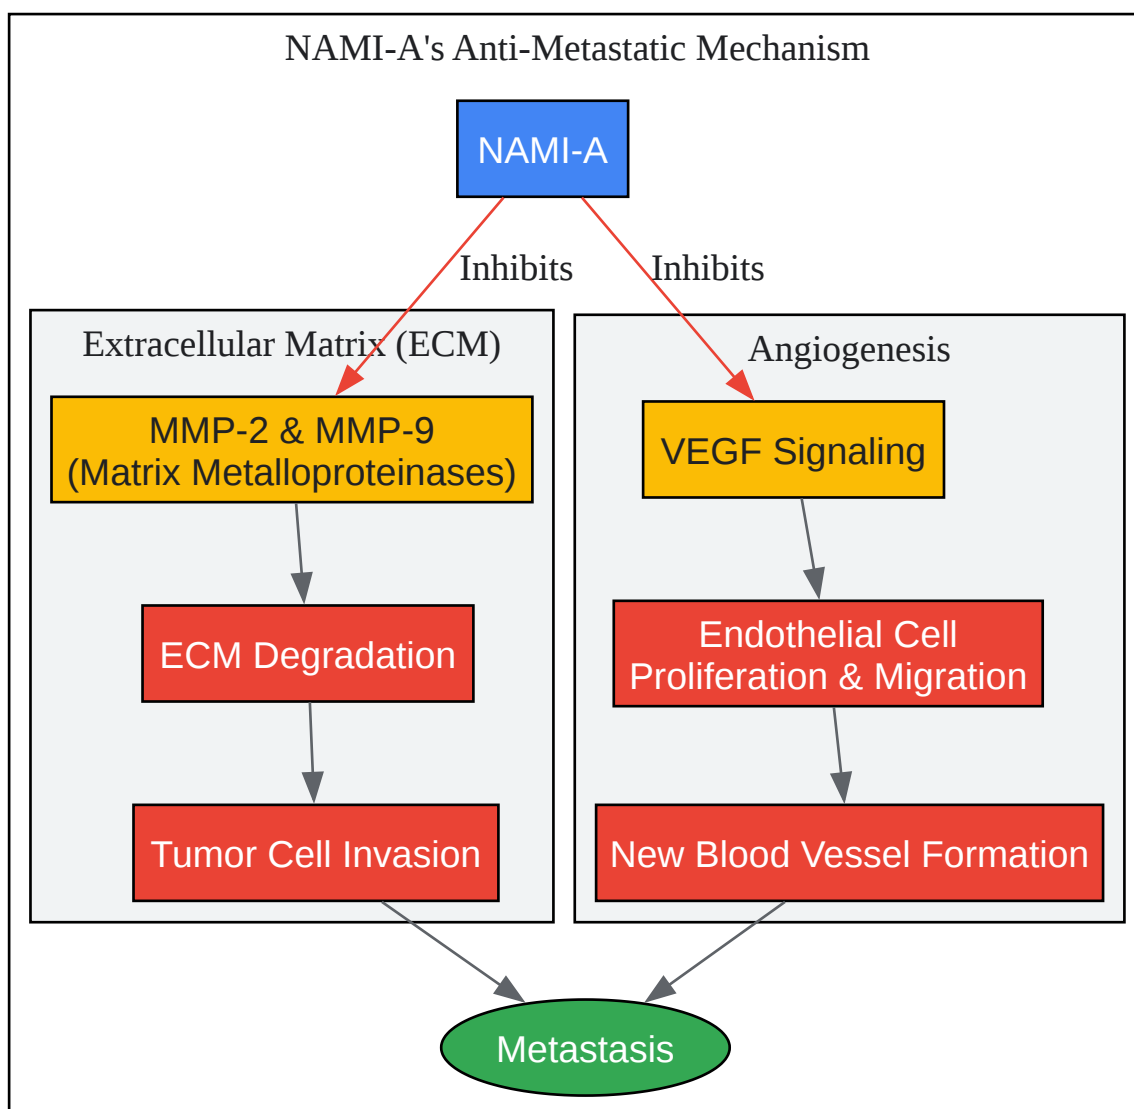 NAMI-A's Anti-Metastatic Mechanism
NAMI-A
Inhibits
Inhibits
Extracellular Matrix (ECM)
MMP-2 & MMP-9
(Matrix Metalloproteinases)
ECM Degradation
Tumor Cell Invasion
Angiogenesis
VEGF Signaling
Endothelial Cell
Proliferation & Migration
New Blood Vessel Formation
Metastasis